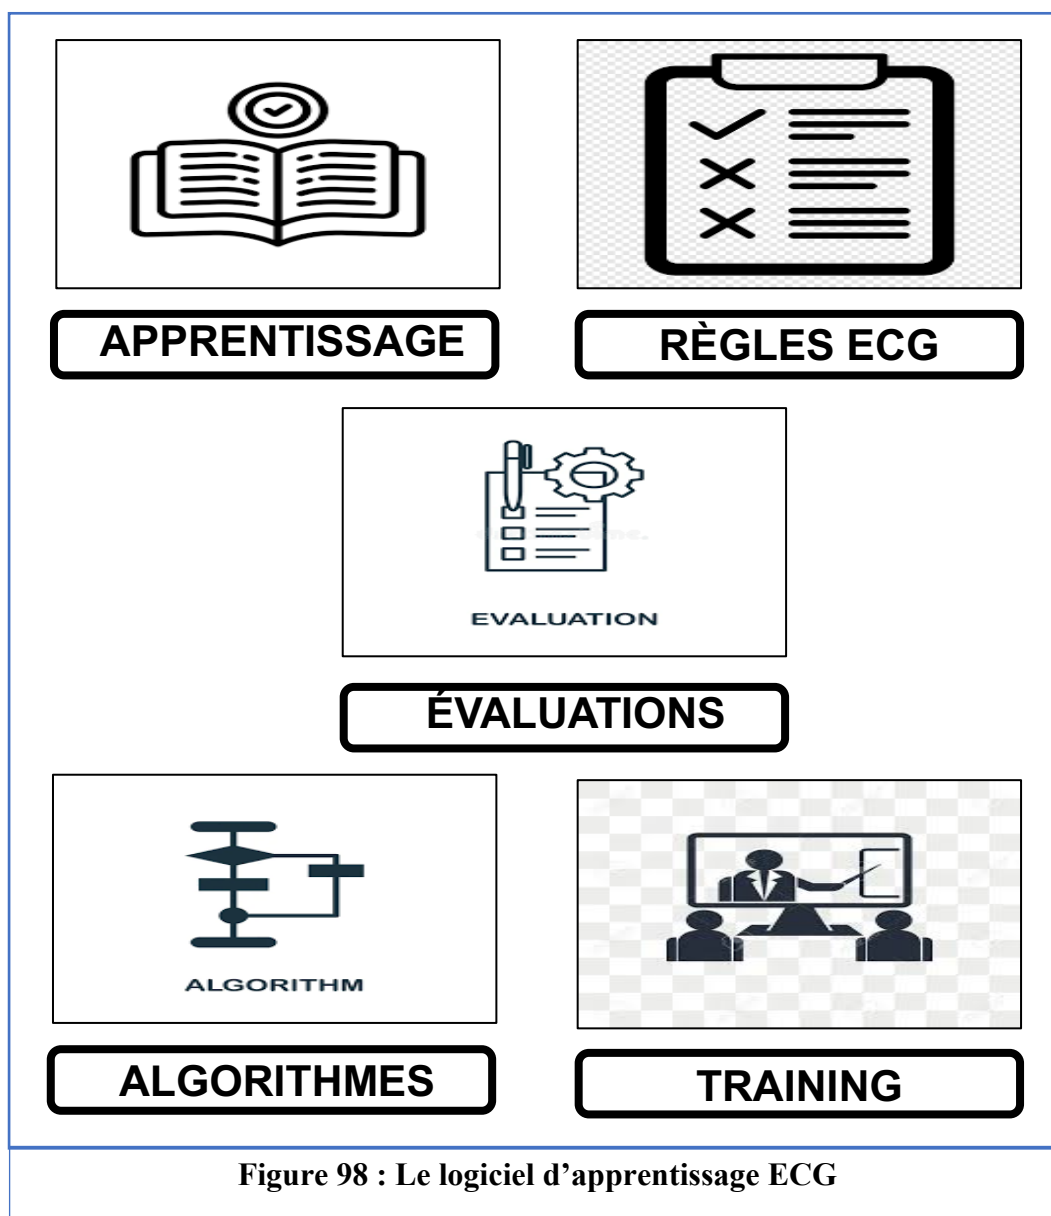 APPRENTISSAGE
RÈGLES ECG
EVALUATION
ÉVALUATIONS
ALGORITHM
ALGORITHMES
TRAINING
Figure 98 : Le logiciel d’apprentissage ECG